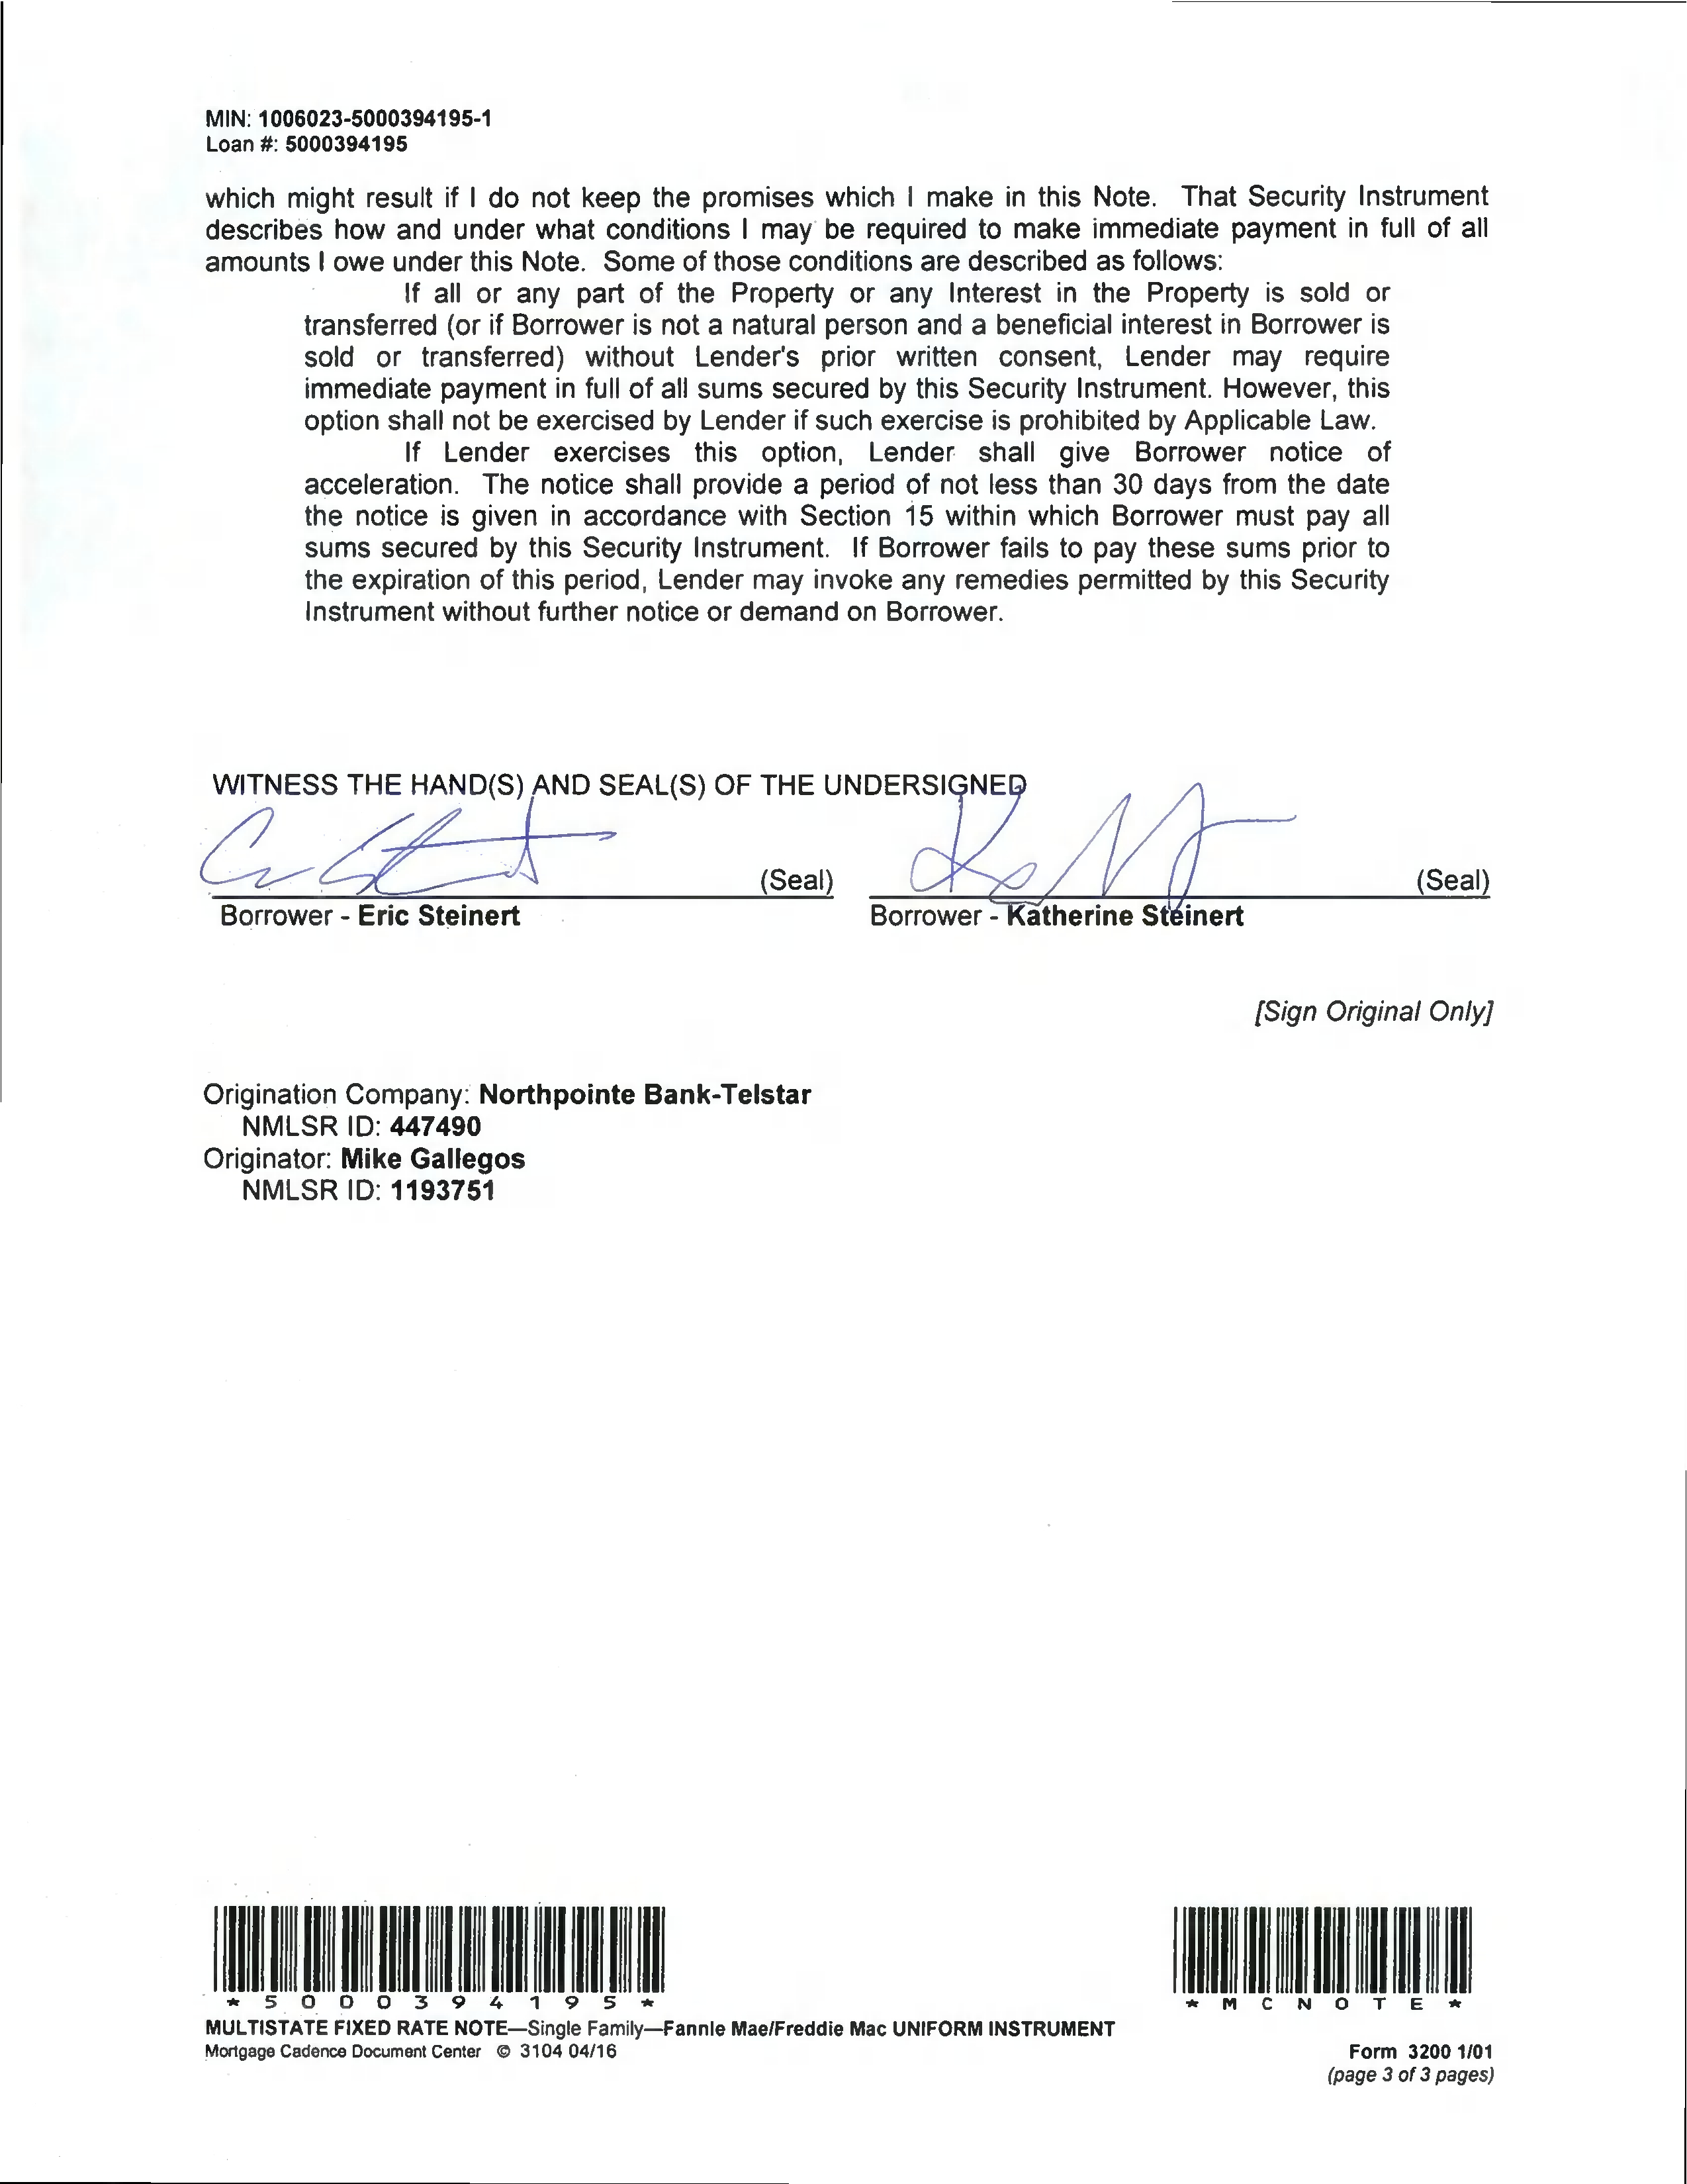 MIN: 1006023-5000394195-1
Loan #: 5000394195
which might result if I do not keep the promises which I make in this Note. That Security Instrument
describes how and under what conditions I may be required to make immediate payment in full of all
amounts I owe under this Note. Some of those conditions are described as follows:
If all or any part of the Property or any Interest in the Property is sold or
transferred (or if Borrower is not a natural person and a beneficial interest in Borrower is
sold or transferred) without Lender's prior written consent, Lender may require
immediate payment in full of all sums secured by this Security Instrument. However, this
option shall not be exercised by Lender if such exercise is prohibited by Applicable Law.
If Lender exercises this option, Lender shall give Borrower notice of
acceleration. The notice shall provide a period of not less than 30 days from the date
the notice is given in accordance with Section 15 within which Borrower must pay all
sums secured by this Security Instrument. If Borrower fails to pay these sums prior to
the expiration of this period, Lender may invoke any remedies permitted by this Security
Instrument without further notice or demand on Borrower.
WITNESS THE HAND(S) AND SEAL(S) OF THE UNDERSIGNED
(Seal) (Seal)
Borrower - Eric Steinert Borrower - Katherine Steinert
[Sign Original Only]
Origination Company: Northpointe Bank-Telstar
NMLSR ID: 447490
Originator: Mike Gallegos
NMLSR ID: 1193751
* 5 0 0 0 3 9 4 1 9 5 * * M C N O T E *
MULTISTATE FIXED RATE NOTE—Single Family—Fannie Mae/Freddie Mac UNIFORM INSTRUMENT
Mortgage Cadence Document Center © 3104 04/16 Form 3200 1/01
(page 3 of 3 pages)